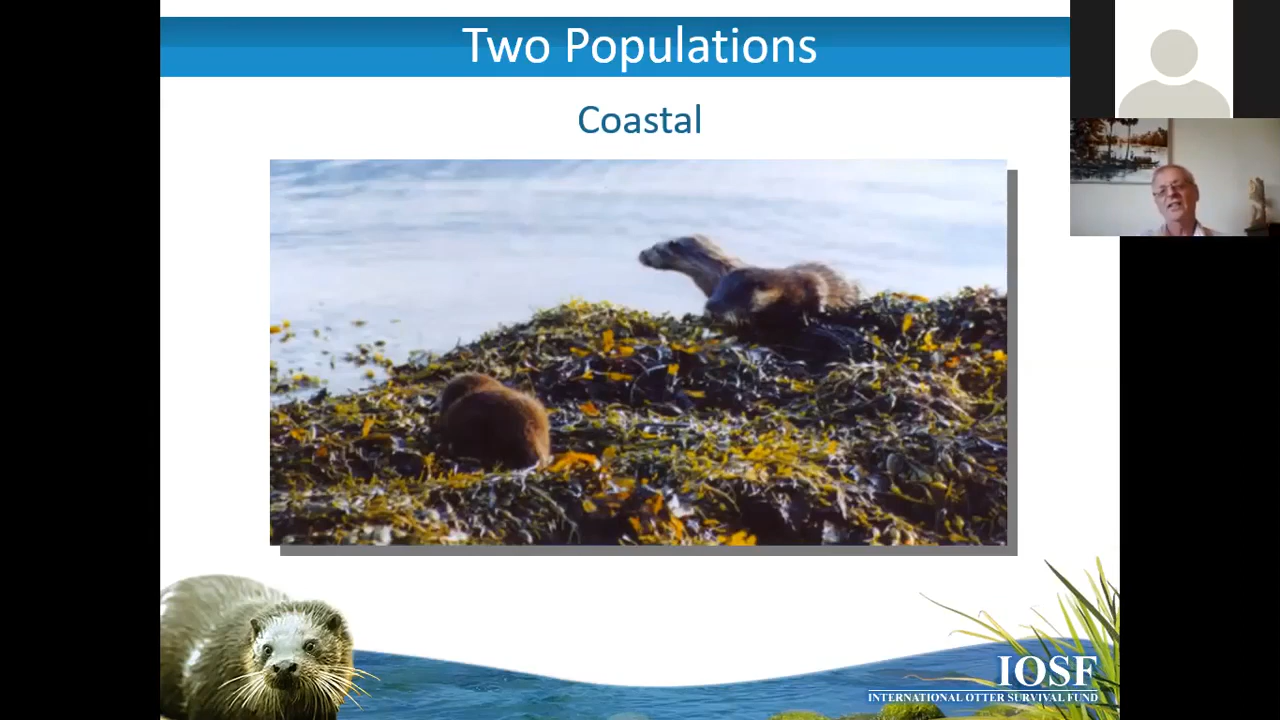 Two Populations
Coastal
IOSF
INTERNATIONAL OTTER SURVIVAL FUND